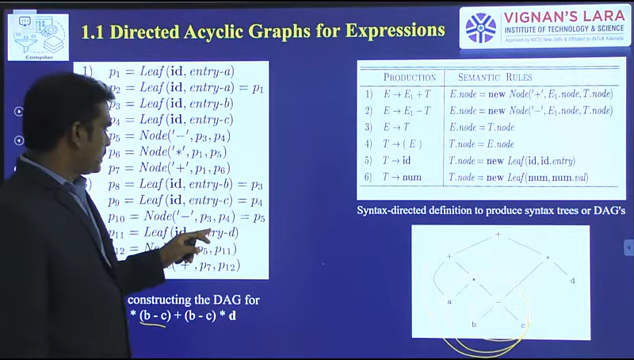 Compiler
1.1 Directed Acyclic Graphs for Expressions
VIGNAN'S LARA
INSTITUTE OF TECHNOLOGY & SCIENCE
1) p1 = Leaf(id, entry-a)
p2 = Leaf(id, entry-a) = p1
p3 = Leaf(id, entry-b)
p4 = Leaf(id, entry-c)
p5 = Node('−', p3, p4)
p6 = Node('*', p1, p5)
p7 = Node('+', p1, p6)
p8 = Leaf(id, entry-b) = p3
p9 = Leaf(id, entry-c) = p4
p10 = Node('−', p3, p4) = p5
p11 = Leaf(id, -d)
p5, p11)
'+', p7, p12)
constructing the DAG for
* (b - c) + (b - c) * d
PRODUCTION SEMANTIC RULES
1) E → E1 + T E.node = new Node('+', E1.node, T.node)
2) E → E1 − T E.node = new Node('−', E1.node, T.node)
3) E → T E.node = T.node
4) T → ( E ) T.node = E.node
5) T → id T.node = new Leaf(id, id.entry)
6) T → num T.node = new Leaf(num, num.val)
Syntax-directed definition to produce syntax trees or DAG's
+
+ *
* d
a −
b c